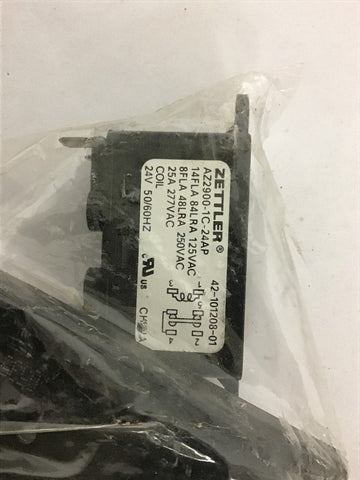 ZETTLER®
AZ2900-1C-24AP
14FLA 84LRA 125VAC
8FLA 48LRA 250VAC
25A 277VAC
COIL
24V 50/60HZ
42-101208-01
US